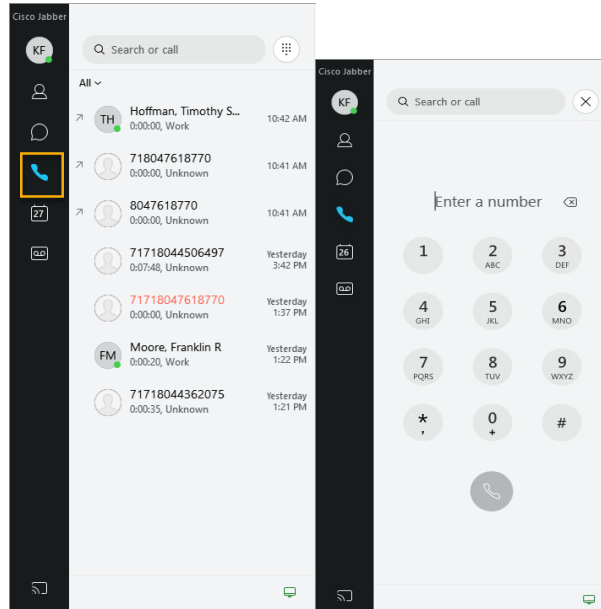 Cisco Jabber
KF
Search or call
All
TH
Hoffman, Timothy S...
0:00:00, Work
10:42 AM
718047618770
0:00:00, Unknown
10:41 AM
8047618770
0:00:00, Unknown
10:41 AM
27
71718044506497
0:07:48, Unknown
Yesterday
3:42 PM
71718047618770
0:00:00, Unknown
Yesterday
1:37 PM
FM
Moore, Franklin R
0:00:20, Work
Yesterday
1:22 PM
71718044362075
0:00:35, Unknown
Yesterday
1:21 PM
Cisco Jabber
KF
Search or call
26
Enter a number
1
2
ABC
3
DEF
4
GHI
5
JKL
6
MNO
7
PQRS
8
TUV
9
WXYZ
*
,
0
+
#